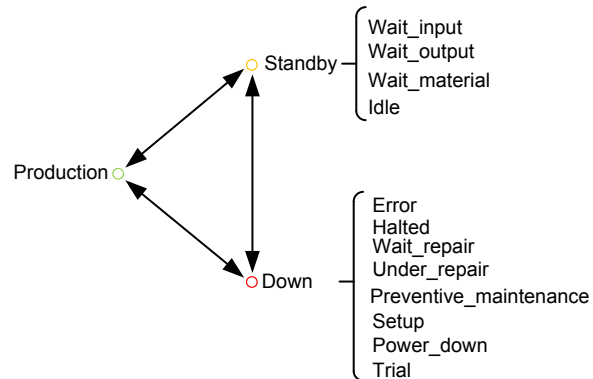 Wait_input
Wait_output
Standby
Wait_material
Idle
Production
Error
Halted
Wait_repair
Under_repair
Down
Preventive_maintenance
Setup
Power_down
Trial